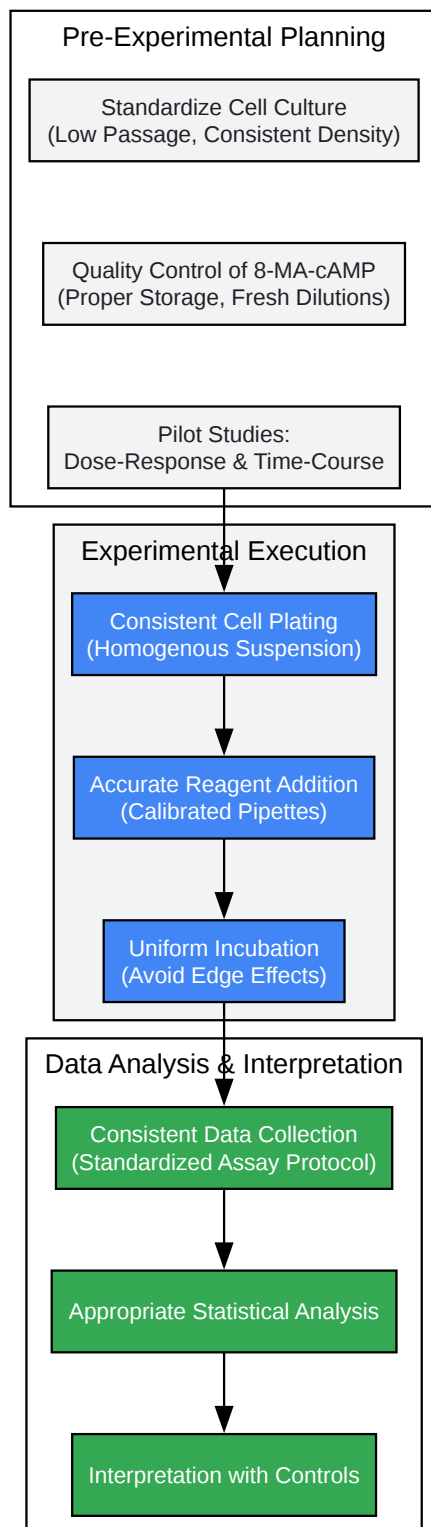 Pre-Experimental Planning
Standardize Cell Culture
(Low Passage, Consistent Density)
Quality Control of 8-MA-cAMP
(Proper Storage, Fresh Dilutions)
Pilot Studies:
Dose-Response & Time-Course
Experimental Execution
Consistent Cell Plating
(Homogenous Suspension)
Accurate Reagent Addition
(Calibrated Pipettes)
Uniform Incubation
(Avoid Edge Effects)
Data Analysis & Interpretation
Consistent Data Collection
(Standardized Assay Protocol)
Appropriate Statistical Analysis
Interpretation with Controls